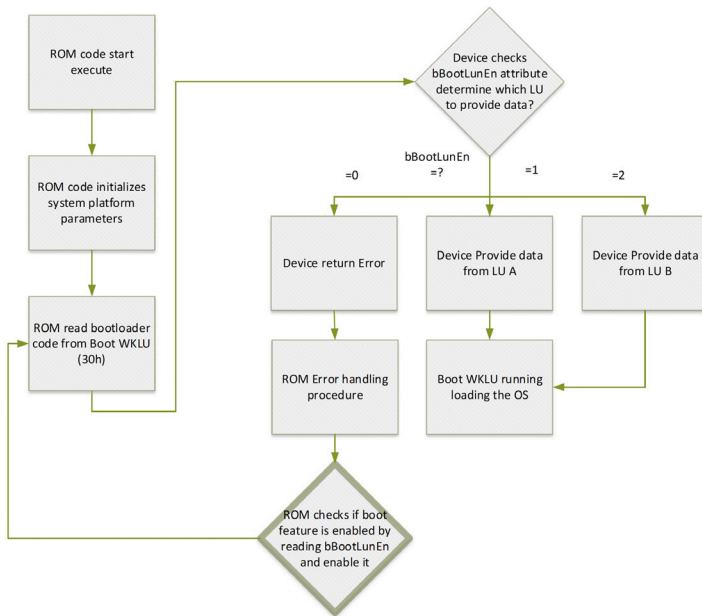 ROM code start
execute
ROM code initializes
system platform
parameters
ROM read bootloader
code from Boot WKLU
(30h)
Device checks
bBootLunEn attribute
determine which LU
to provide data?
bBootLunEn
=?
=0
=1
=2
Device return Error
Device Provide data
from LU A
Device Provide data
from LU B
ROM Error handling
procedure
Boot WKLU running
loading the OS
ROM checks if boot
feature is enabled by
reading bBootLunEn
and enable it